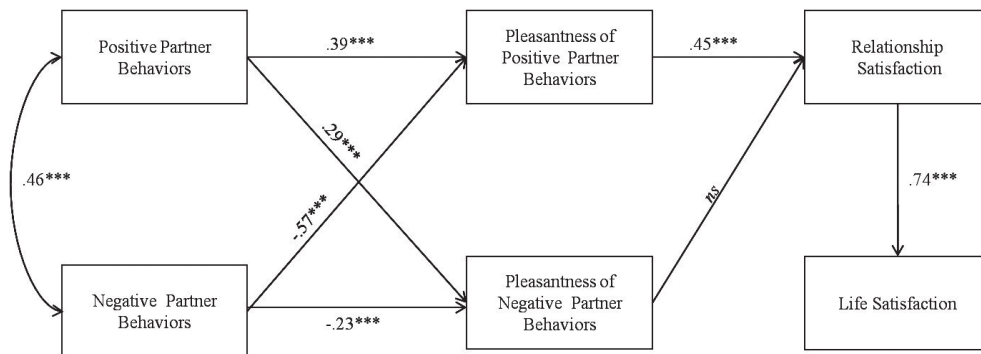 Positive Partner
Behaviors
.39***
Pleasantness of
Positive Partner
Behaviors
.45***
Relationship
Satisfaction
.29***
.46***
-.57***
ns
.74***
Negative Partner
Behaviors
-.23***
Pleasantness of
Negative Partner
Behaviors
Life Satisfaction